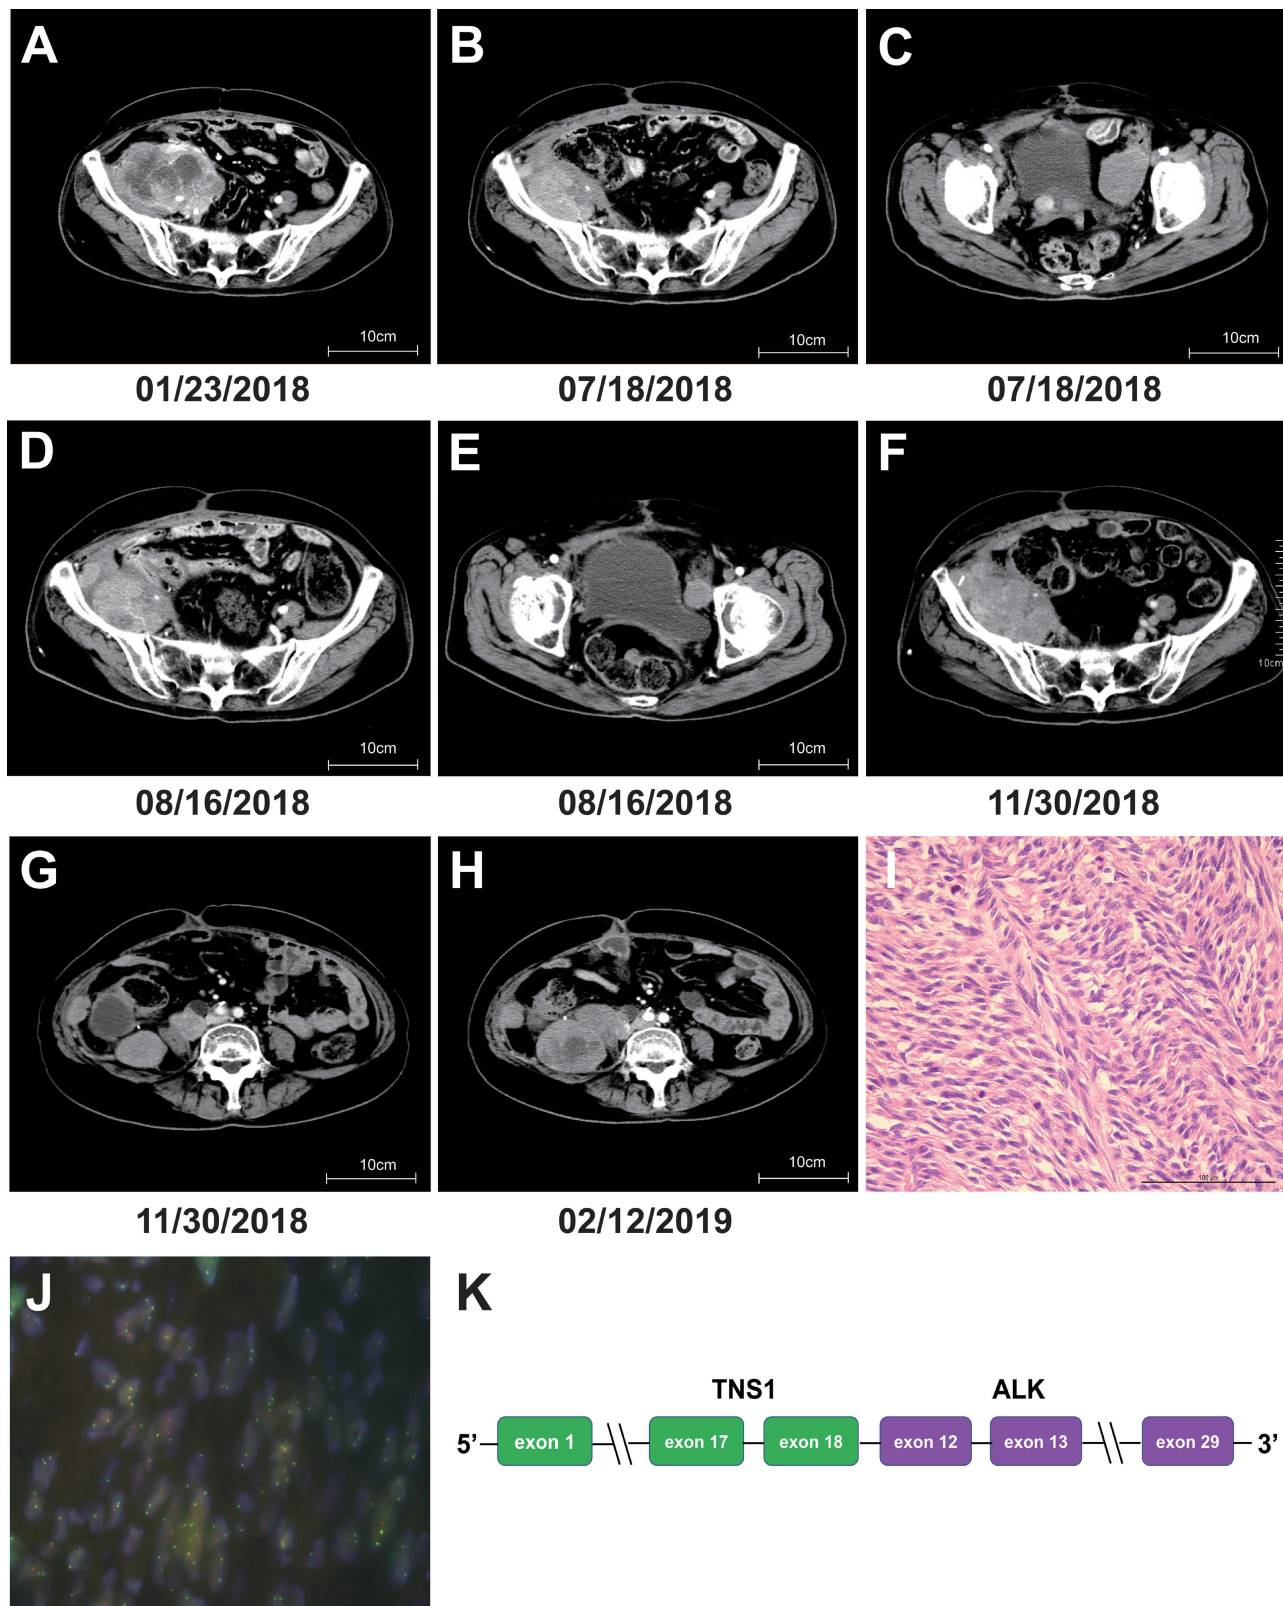 A
B
C
10cm
10cm
10cm
01/23/2018
07/18/2018
07/18/2018
D
E
F
10cm
10cm
10cm
08/16/2018
08/16/2018
11/30/2018
G
H
I
10cm
10cm
100 μm
11/30/2018
02/12/2019
J
K
TNS1
ALK
5’
exon 1
exon 17
exon 18
exon 12
exon 13
exon 29
3’